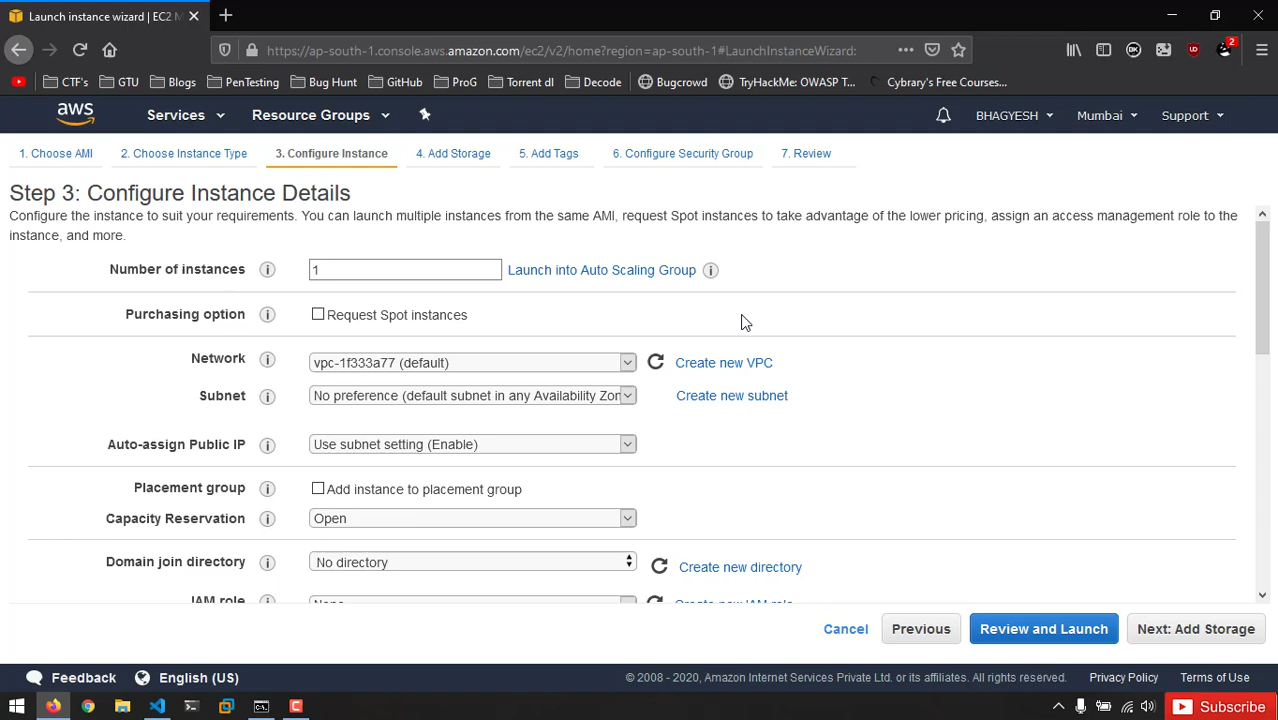 Launch instance wizard | EC2 M
https://ap-south-1.console.aws.amazon.com/ec2/v2/home?region=ap-south-1#LaunchInstanceWizard:
2
CTF's
GTU
Blogs
PenTesting
Bug Hunt
GitHub
ProG
Torrent dl
Decode
Bugcrowd
TryHackMe: OWASP T...
Cybrary's Free Courses...
aws
Services
Resource Groups
BHAGYESH
Mumbai
Support
1. Choose AMI
2. Choose Instance Type
3. Configure Instance
4. Add Storage
5. Add Tags
6. Configure Security Group
7. Review
Step 3: Configure Instance Details
Configure the instance to suit your requirements. You can launch multiple instances from the same AMI, request Spot instances to take advantage of the lower pricing, assign an access management role to the
instance, and more.
Number of instances
1
Launch into Auto Scaling Group
Purchasing option
Request Spot instances
Network
vpc-1f333a77 (default)
Create new VPC
Subnet
No preference (default subnet in any Availability Zon
Create new subnet
Auto-assign Public IP
Use subnet setting (Enable)
Placement group
Add instance to placement group
Capacity Reservation
Open
Domain join directory
No directory
Create new directory
IAM role
None
Create new IAM role
Cancel
Previous
Review and Launch
Next: Add Storage
Feedback
English (US)
© 2008 - 2020, Amazon Internet Services Private Ltd. or its affiliates. All rights reserved.
Privacy Policy
Terms of Use
Subscribe